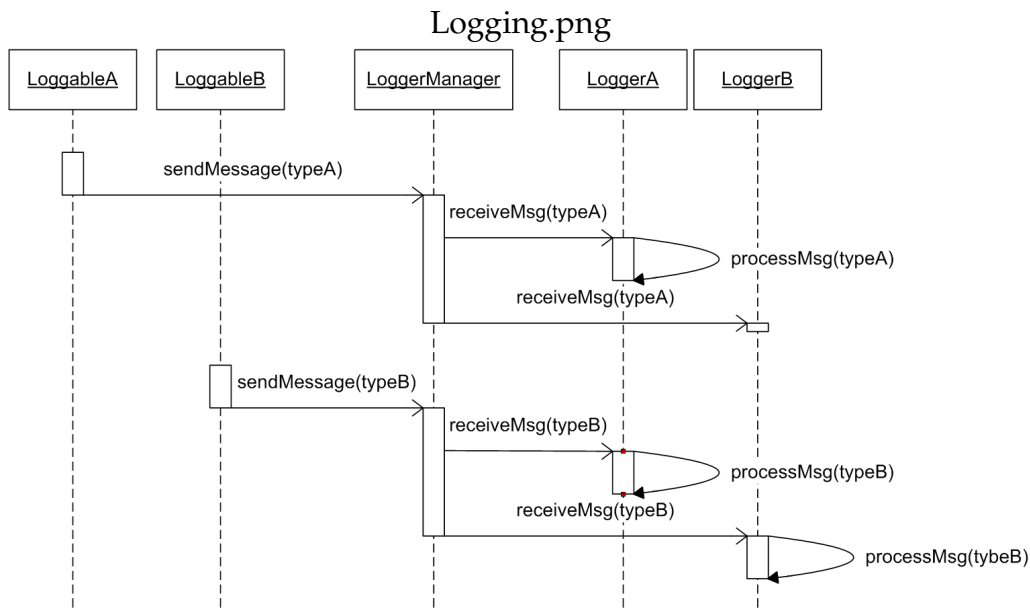 Logging.png
LoggableA
LoggableB
LoggerManager
LoggerA
LoggerB
sendMessage(typeA)
receiveMsg(typeA)
processMsg(typeA)
receiveMsg(typeA)
sendMessage(typeB)
receiveMsg(typeB)
processMsg(typeB)
receiveMsg(typeB)
processMsg(tybeB)